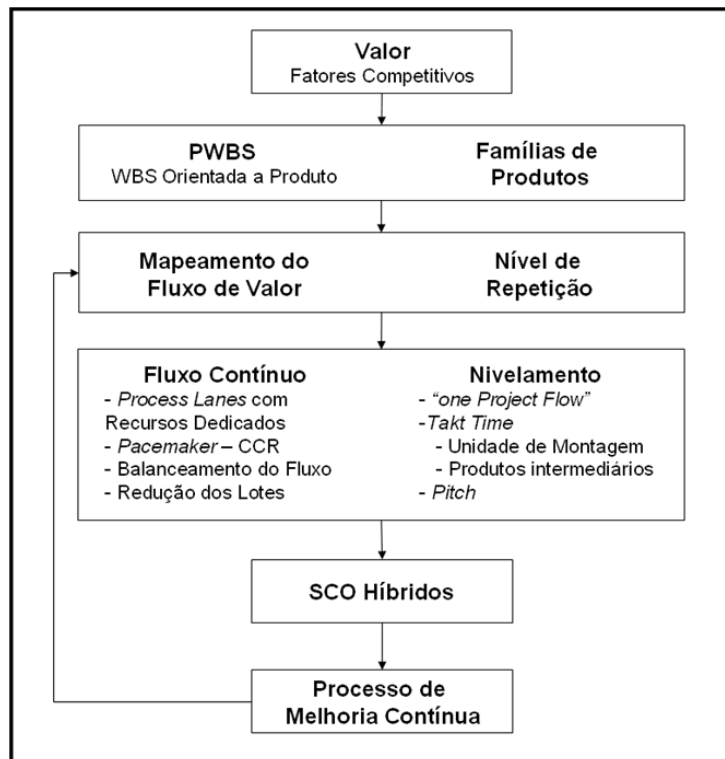 Valor
Fatores Competitivos
PWBS
WBS Orientada a Produto
Famílias de
Produtos
Mapeamento do
Fluxo de Valor
Nível de
Repetição
Fluxo Contínuo
- Process Lanes com
Recursos Dedicados
- Pacemaker – CCR
- Balanceamento do Fluxo
- Redução dos Lotes
Nivelamento
- “one Project Flow”
-Takt Time
- Unidade de Montagem
- Produtos intermediários
- Pitch
SCO Híbridos
Processo de
Melhoria Contínua